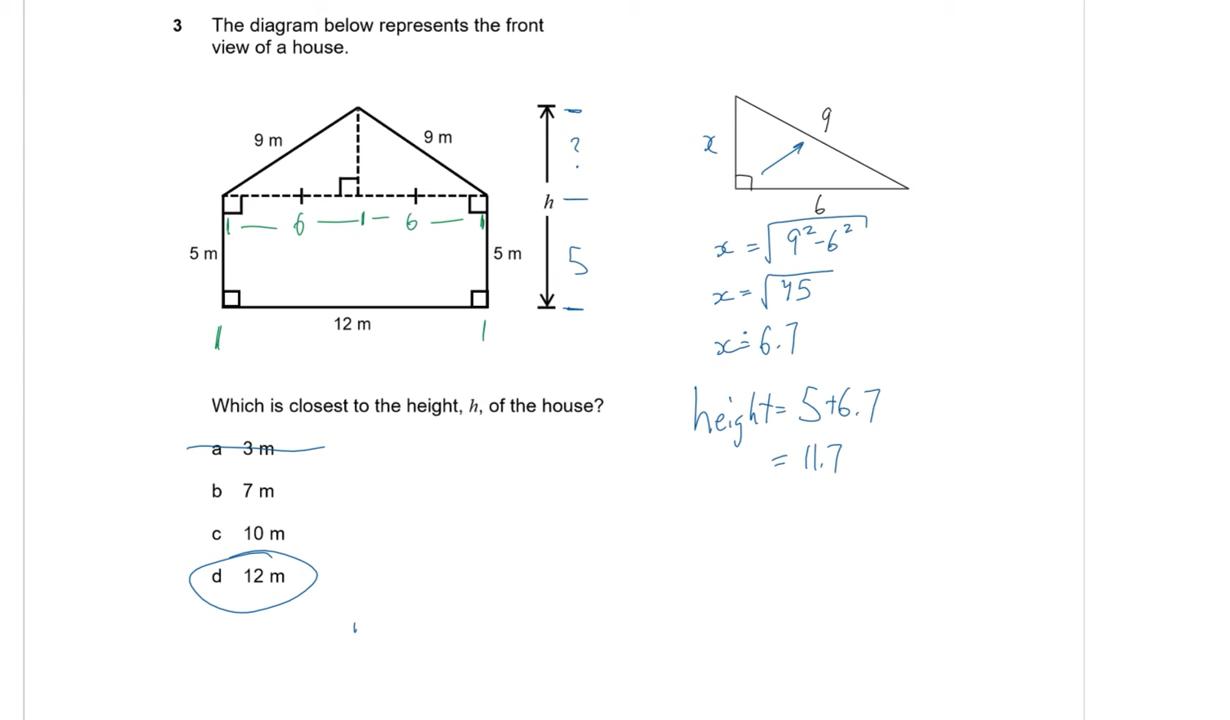 3 The diagram below represents the front
view of a house.
9 m
9 m
?
h
6
6
5 m
5 m
5
12 m
Which is closest to the height, h, of the house?
a 3 m
b 7 m
c 10 m
d 12 m
x
9
6
x = √9²-6²
x = √45
x ≐ 6.7
height = 5+6.7
= 11.7